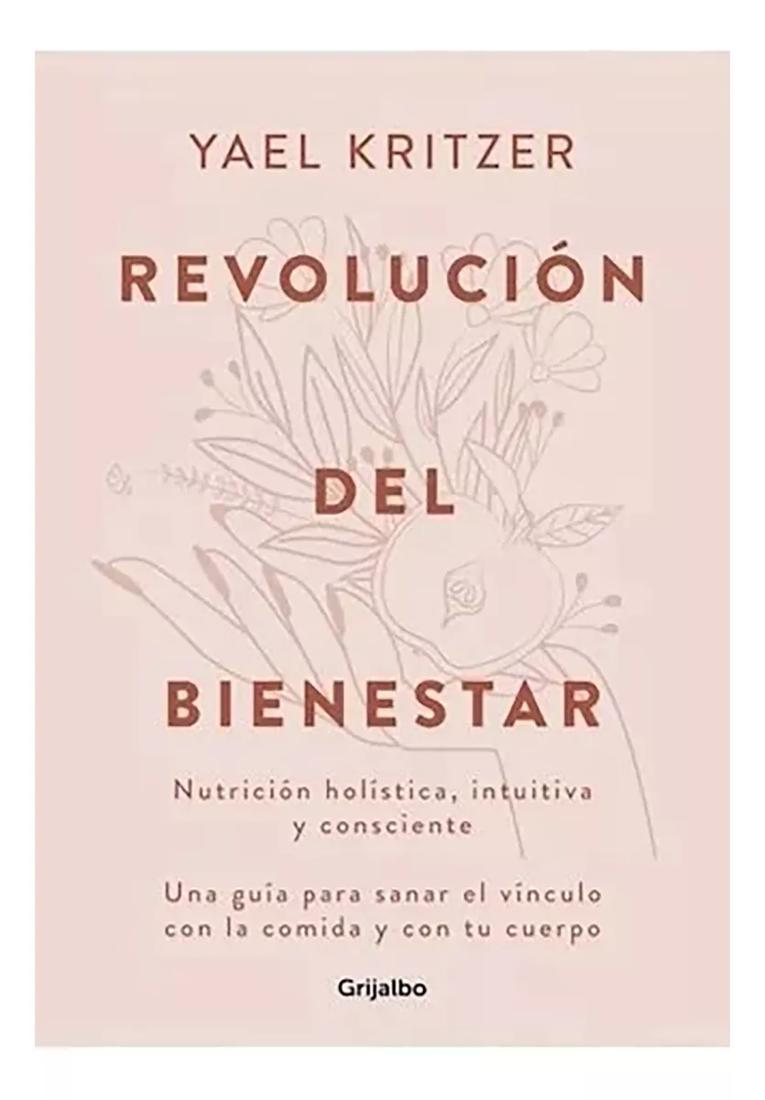 YAEL KRITZER
REVOLUCIÓN
DEL
BIENESTAR
Nutrición holística, intuitiva
y consciente
Una guía para sanar el vínculo
con la comida y con tu cuerpo
Grijalbo